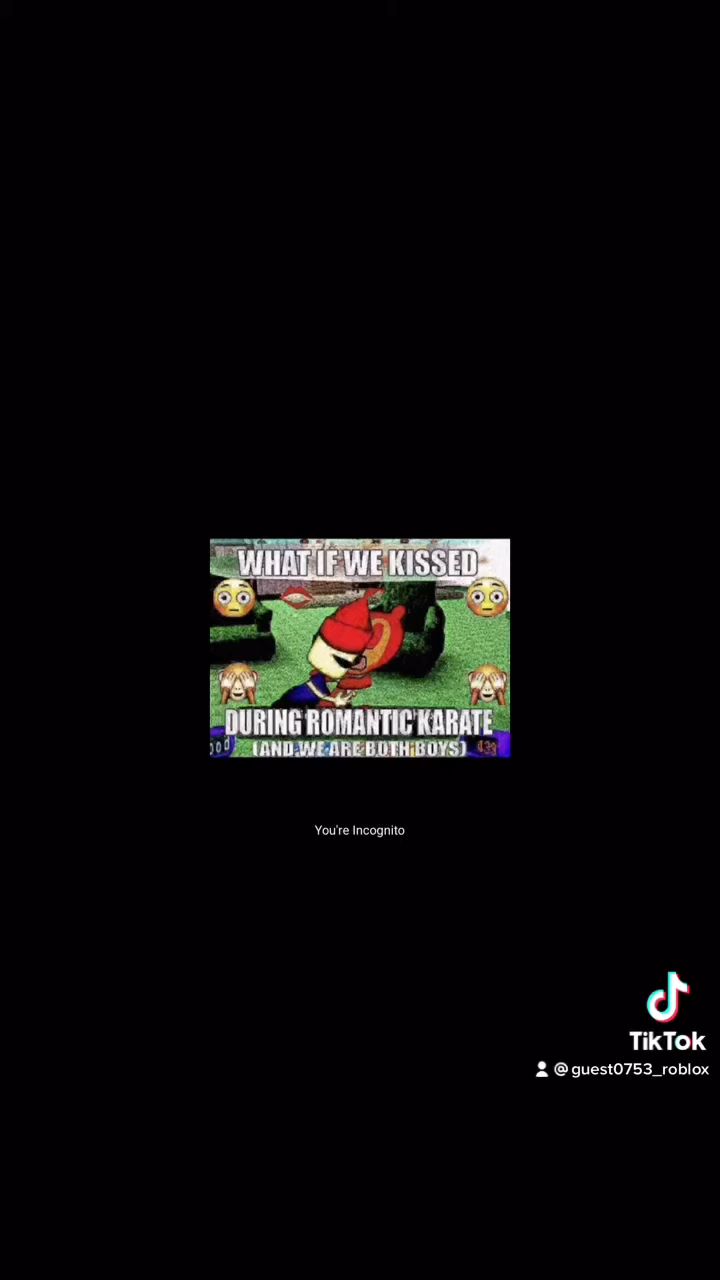 WHAT IF WE KISSED
DURING ROMANTIC KARATE
(AND WE ARE BOTH BOYS)
You're Incognito
TikTok
@guest0753_roblox